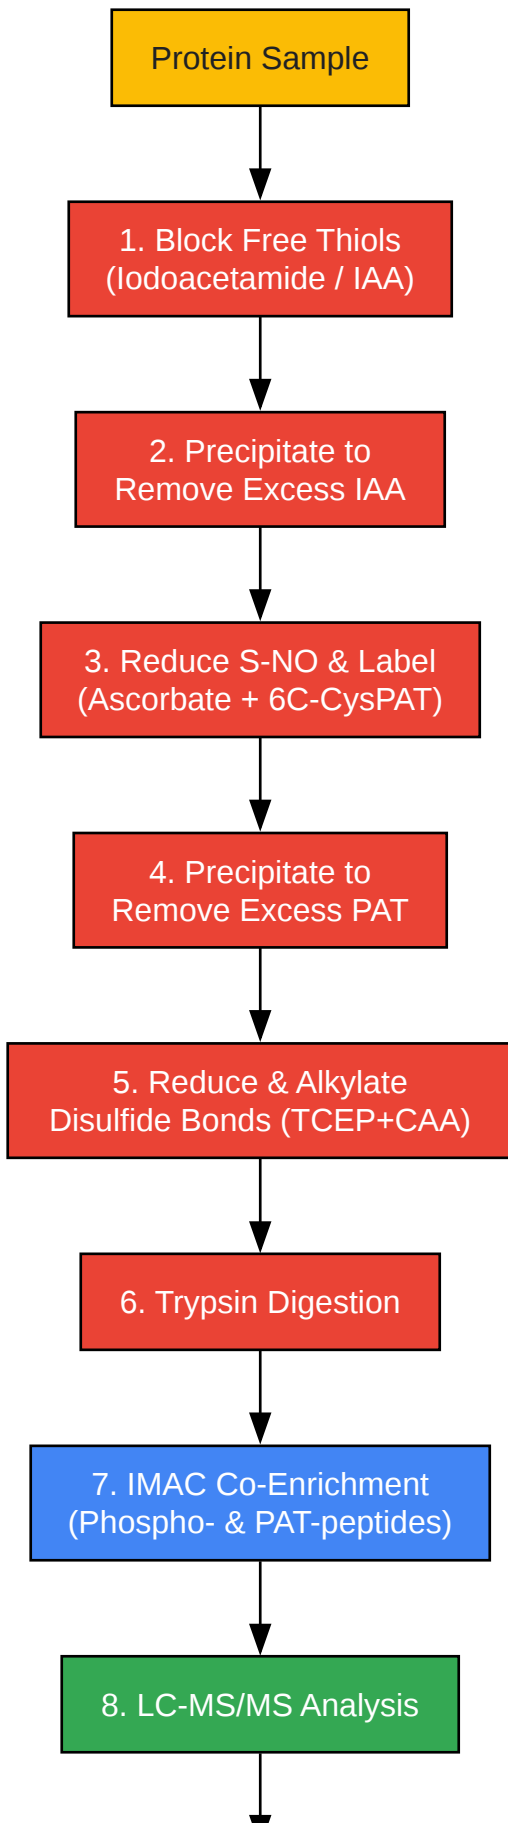 Protein Sample
1. Block Free Thiols
(Iodoacetamide / IAA)
2. Precipitate to
Remove Excess IAA
3. Reduce S-NO & Label
(Ascorbate + 6C-CysPAT)
4. Precipitate to
Remove Excess PAT
5. Reduce & Alkylate
Disulfide Bonds (TCEP+CAA)
6. Trypsin Digestion
7. IMAC Co-Enrichment
(Phospho- & PAT-peptides)
8. LC-MS/MS Analysis